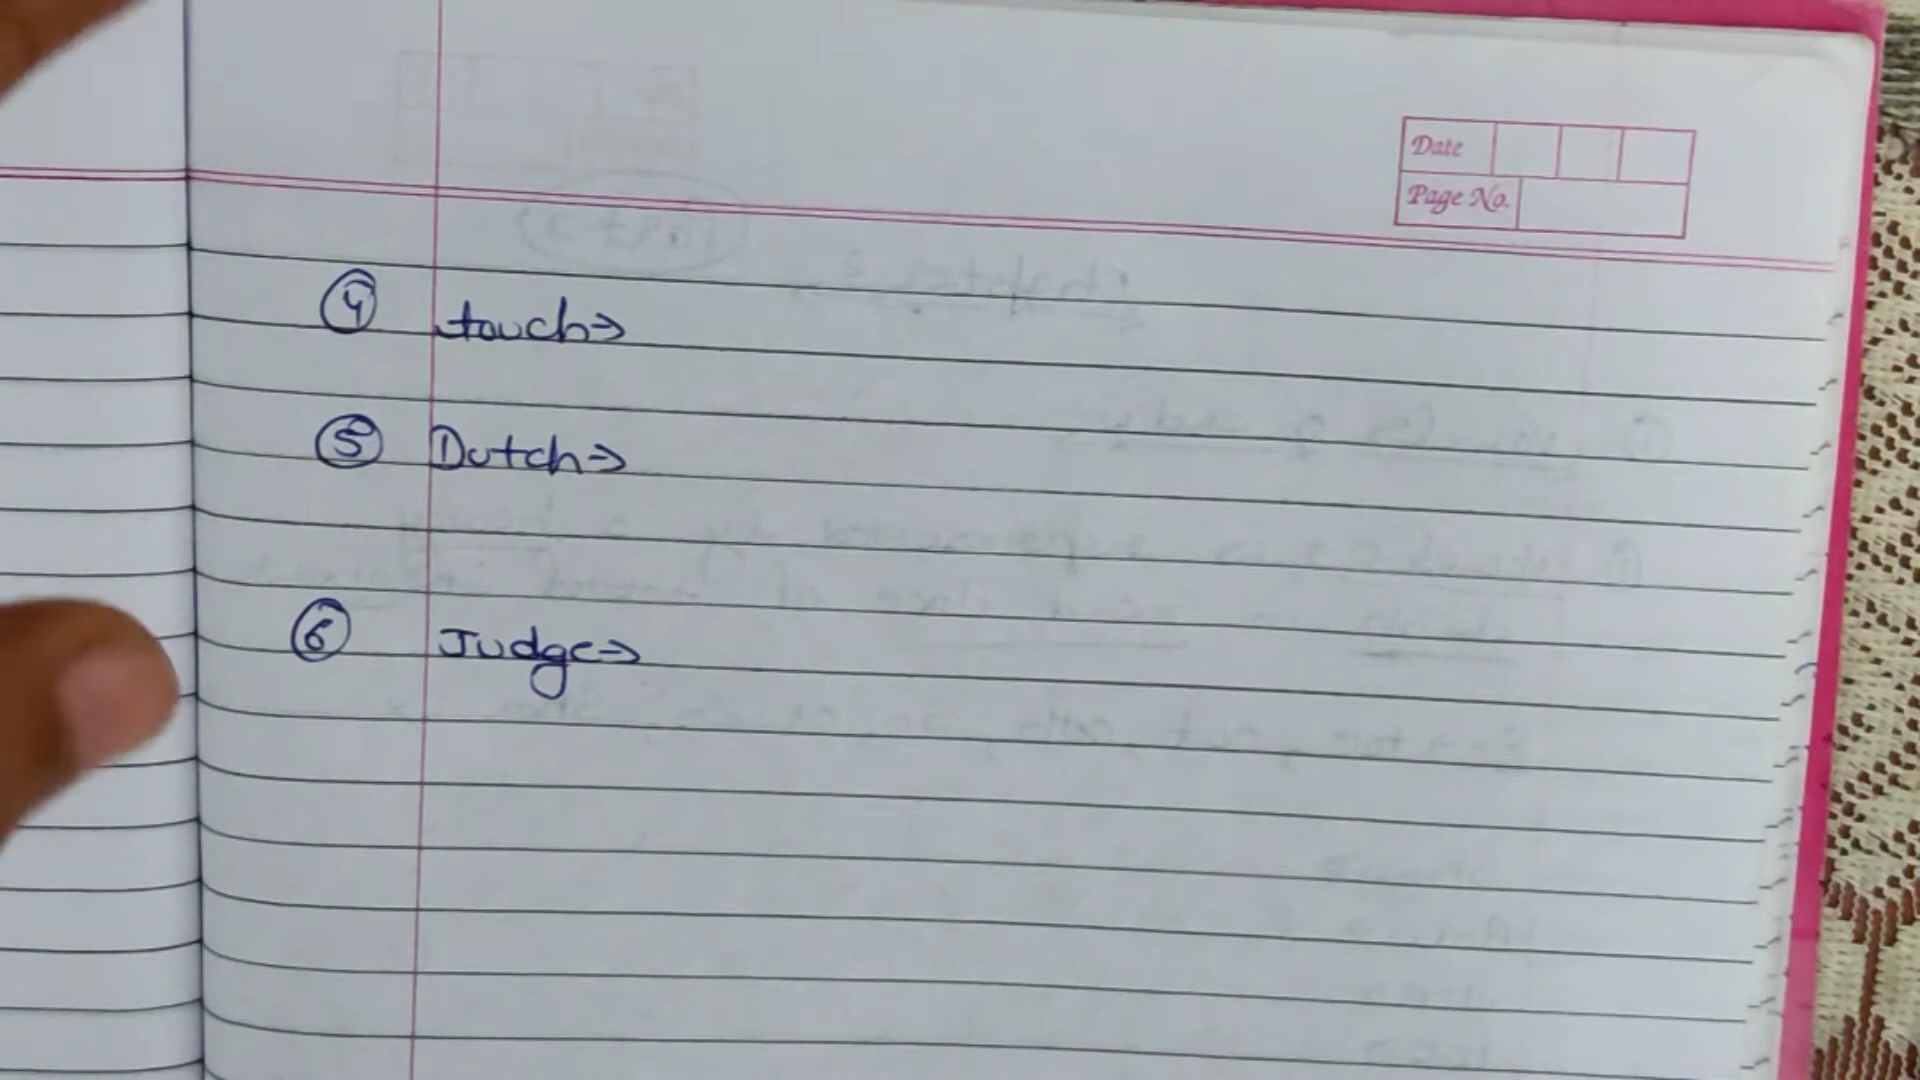 Date
Page No.
④ touch→
⑤ Dutch→
⑥ Judge→